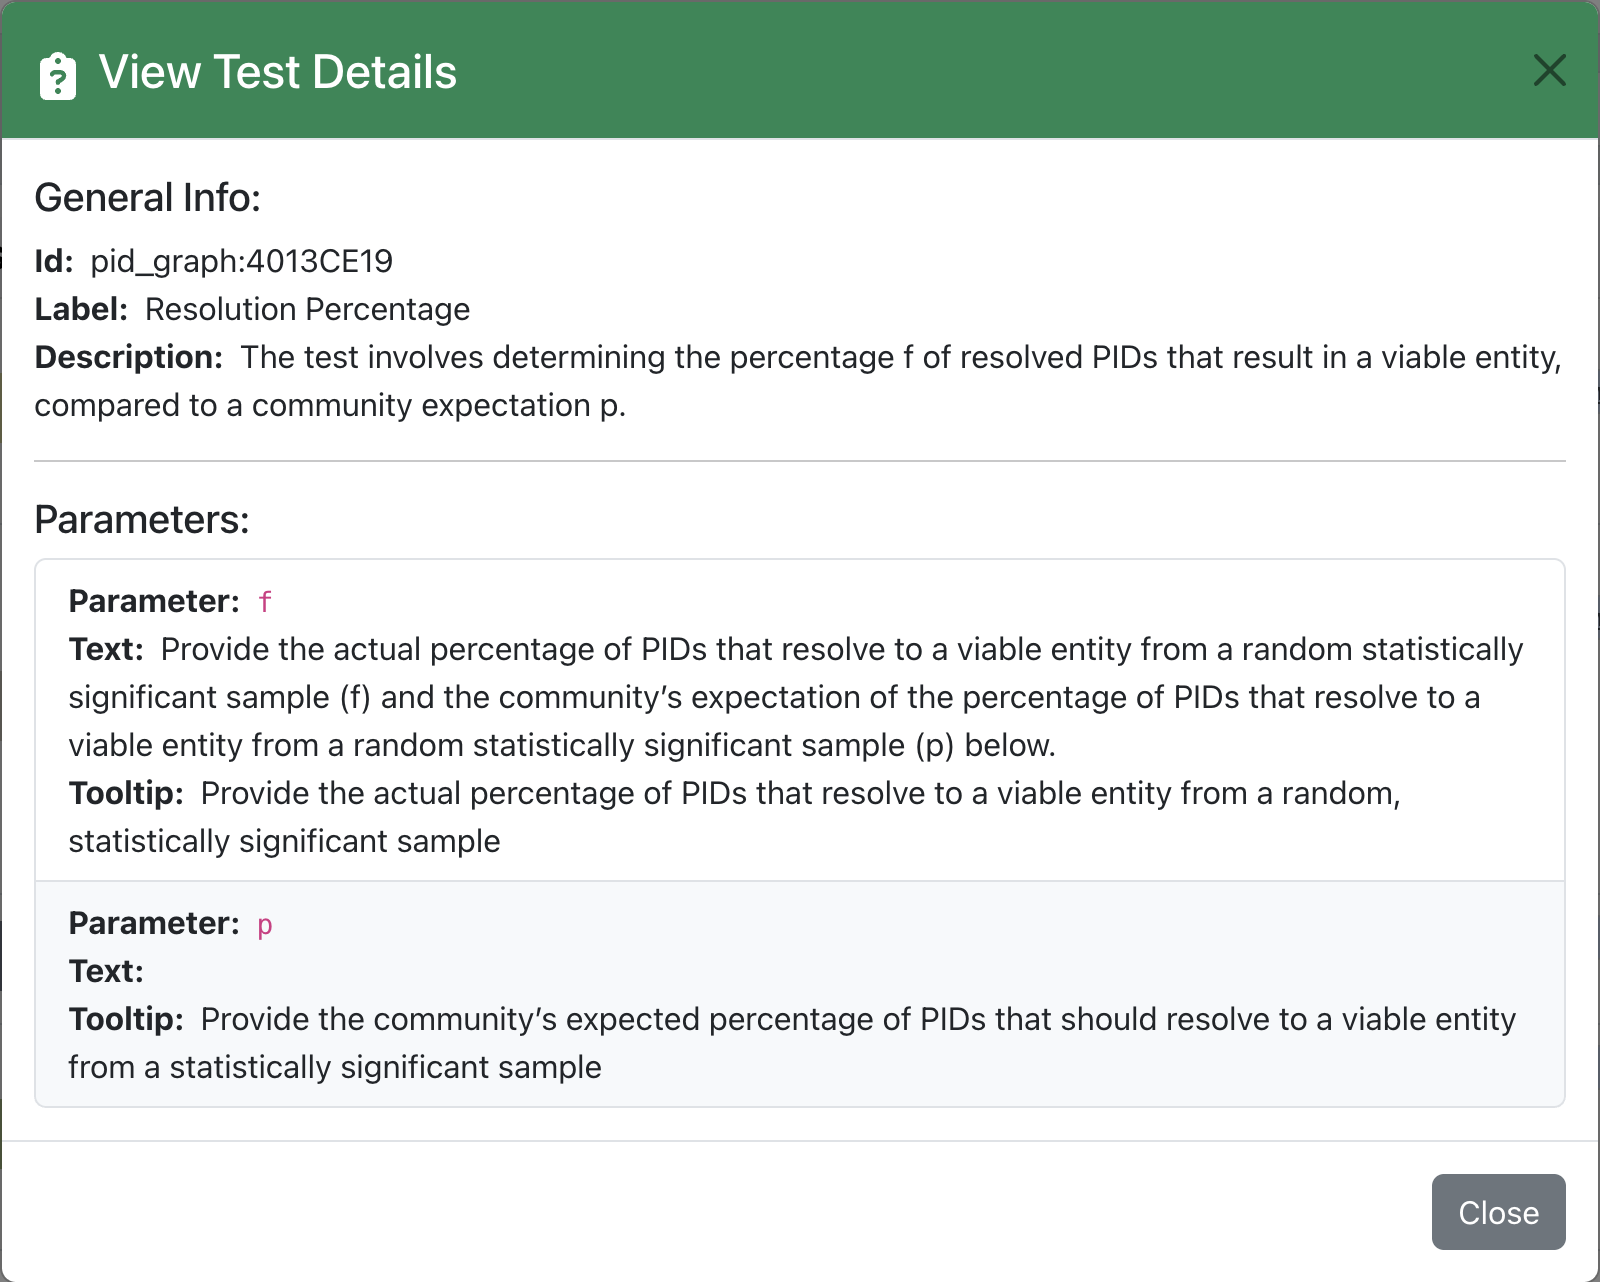 View Test Details
General Info:
Id: pid_graph:4013CE19
Label: Resolution Percentage
Description: The test involves determining the percentage f of resolved PIDs that result in a viable entity,
compared to a community expectation p.
Parameters:
Parameter: f
Text: Provide the actual percentage of PIDs that resolve to a viable entity from a random statistically
significant sample (f) and the community’s expectation of the percentage of PIDs that resolve to a
viable entity from a random statistically significant sample (p) below.
Tooltip: Provide the actual percentage of PIDs that resolve to a viable entity from a random,
statistically significant sample
Parameter: p
Text:
Tooltip: Provide the community’s expected percentage of PIDs that should resolve to a viable entity
from a statistically significant sample
Close